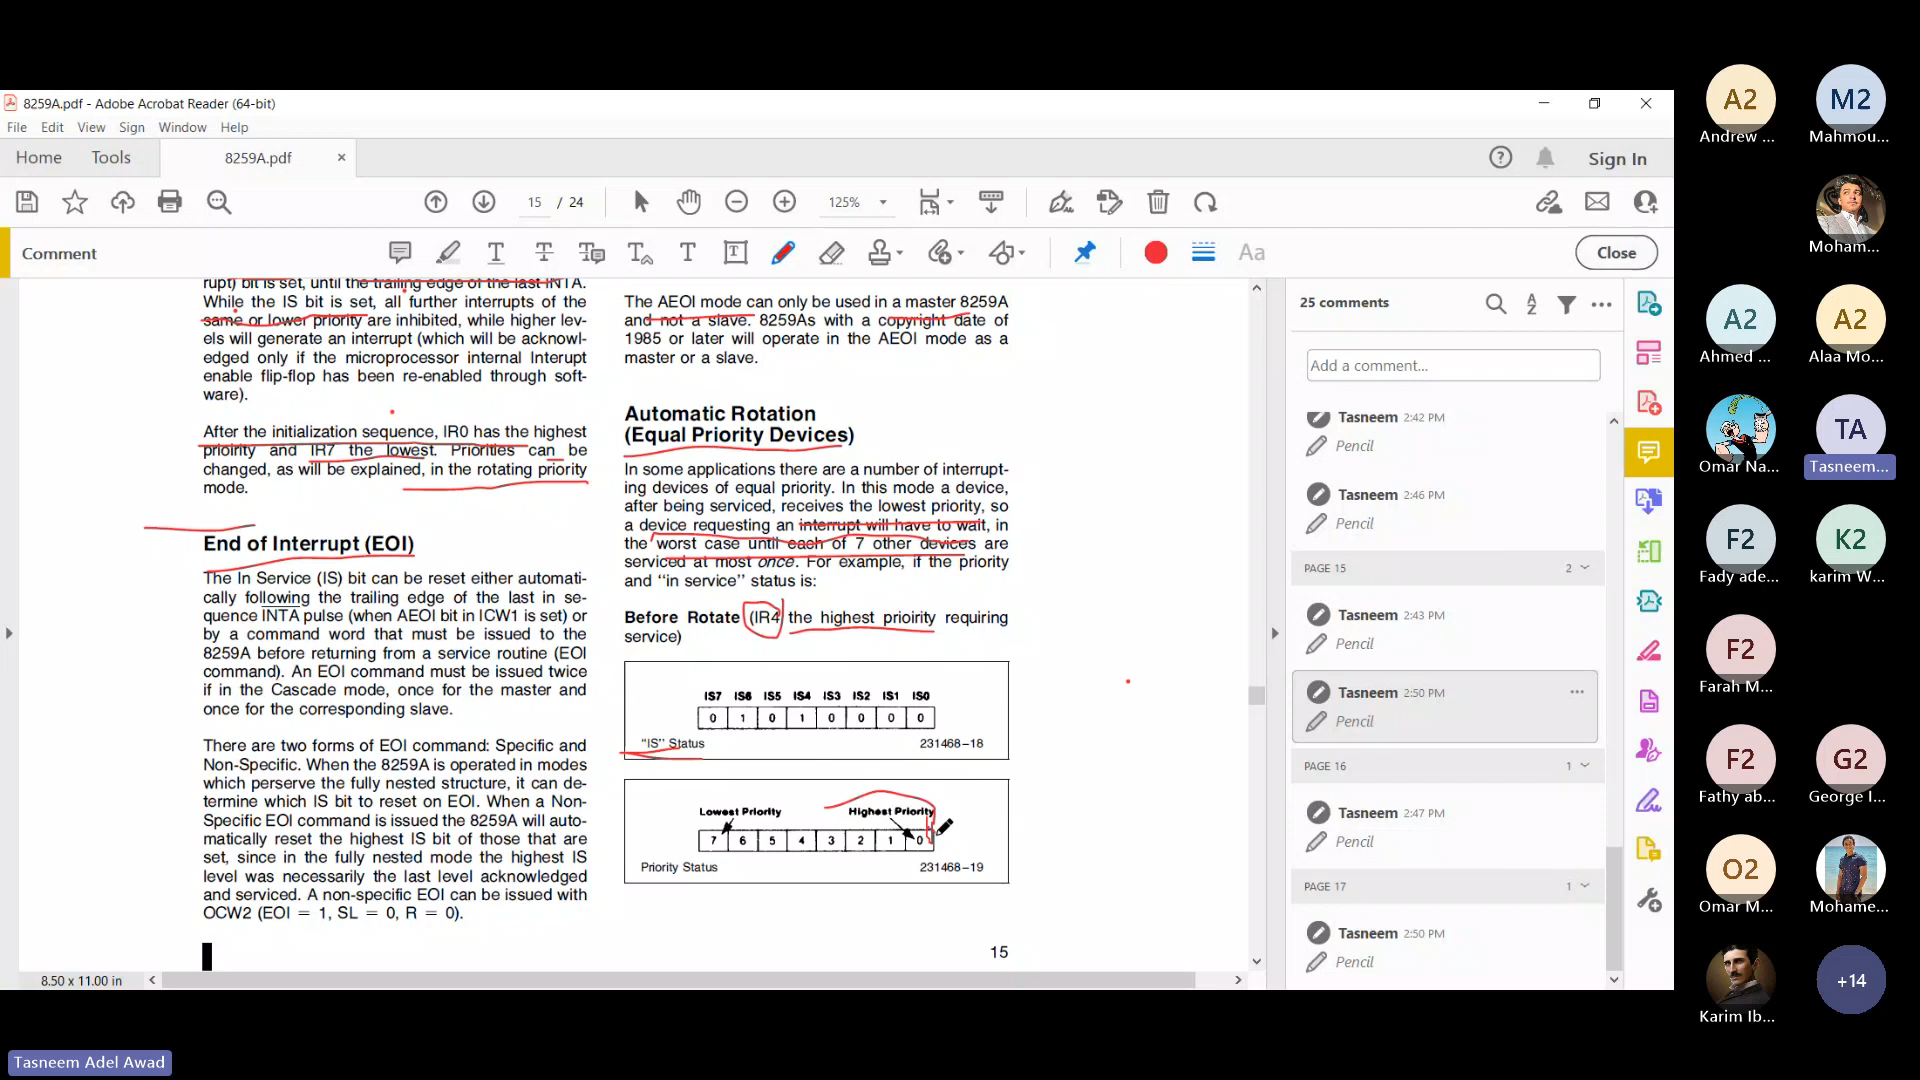 8259A.pdf - Adobe Acrobat Reader (64-bit)
File Edit View Sign Window Help
Home Tools 8259A.pdf Sign In
15 / 24 125%
Comment Aa Close
rupt) bit is set, until the trailing edge of the last INTA.
While the IS bit is set, all further interrupts of the
same or lower priority are inhibited, while higher lev-
els will generate an interrupt (which will be acknowl-
edged only if the microprocessor internal Interupt
enable flip-flop has been re-enabled through soft-
ware).
After the initialization sequence, IR0 has the highest
prioirity and IR7 the lowest. Priorities can be
changed, as will be explained, in the rotating priority
mode.
End of Interrupt (EOI)
The In Service (IS) bit can be reset either automati-
cally following the trailing edge of the last in se-
quence INTA pulse (when AEOI bit in ICW1 is set) or
by a command word that must be issued to the
8259A before returning from a service routine (EOI
command). An EOI command must be issued twice
if in the Cascade mode, once for the master and
once for the corresponding slave.
There are two forms of EOI command: Specific and
Non-Specific. When the 8259A is operated in modes
which perserve the fully nested structure, it can de-
termine which IS bit to reset on EOI. When a Non-
Specific EOI command is issued the 8259A will auto-
matically reset the highest IS bit of those that are
set, since in the fully nested mode the highest IS
level was necessarily the last level acknowledged
and serviced. A non-specific EOI can be issued with
OCW2 (EOI = 1, SL = 0, R = 0).
The AEOI mode can only be used in a master 8259A
and not a slave. 8259As with a copyright date of
1985 or later will operate in the AEOI mode as a
master or a slave.
Automatic Rotation
(Equal Priority Devices)
In some applications there are a number of interrupt-
ing devices of equal priority. In this mode a device,
after being serviced, receives the lowest priority, so
a device requesting an interrupt will have to wait, in
the worst case until each of 7 other devices are
serviced at most once. For example, if the priority
and "in service" status is:
Before Rotate (IR4 the highest prioirity requiring
service)
IS7 IS6 IS5 IS4 IS3 IS2 IS1 IS0
0 1 0 1 0 0 0 0
"IS" Status 231468-18
Lowest Priority Highest Priority
7 6 5 4 3 2 1 0
Priority Status 231468-19
15
8.50 x 11.00 in
25 comments
Add a comment...
Tasneem 2:42 PM
Pencil
Tasneem 2:46 PM
Pencil
PAGE 15 2
Tasneem 2:43 PM
Pencil
Tasneem 2:50 PM
Pencil
PAGE 16 1
Tasneem 2:47 PM
Pencil
PAGE 17 1
Tasneem 2:50 PM
Pencil
A2 M2
Andrew ... Mahmou...
Moham...
A2 A2
Ahmed ... Alaa Mo...
TA
Omar Na... Tasneem...
F2 K2
Fady ade... karim W...
F2
Farah M...
F2 G2
Fathy ab... George I...
O2
Omar M... Mohame...
+14
Karim Ib...
Tasneem Adel Awad